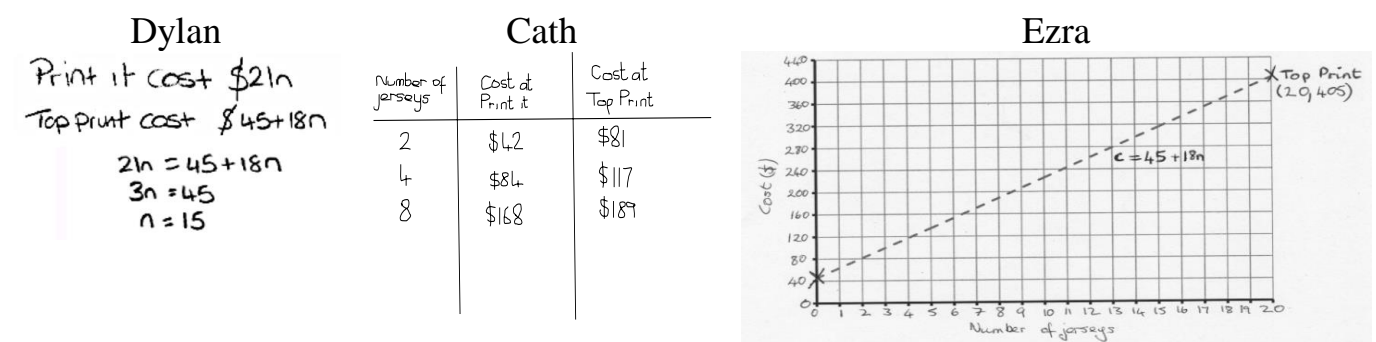 Dylan
Print it cost $21n
Top print cost $45+18n
21n = 45+18n
3n = 45
n = 15
Cath
Number of jerseys
Cost at Print it
Cost at Top Print
2 $42 $81
4 $84 $117
8 $168 $189
Ezra
440
400
360
320
280
240
200
160
120
80
40
0
Cost ($)
Top Print
(20, 405)
c = 45+18n
0 1 2 3 4 5 6 7 8 9 10 11 12 13 14 15 16 17 18 19 20
Number of jerseys